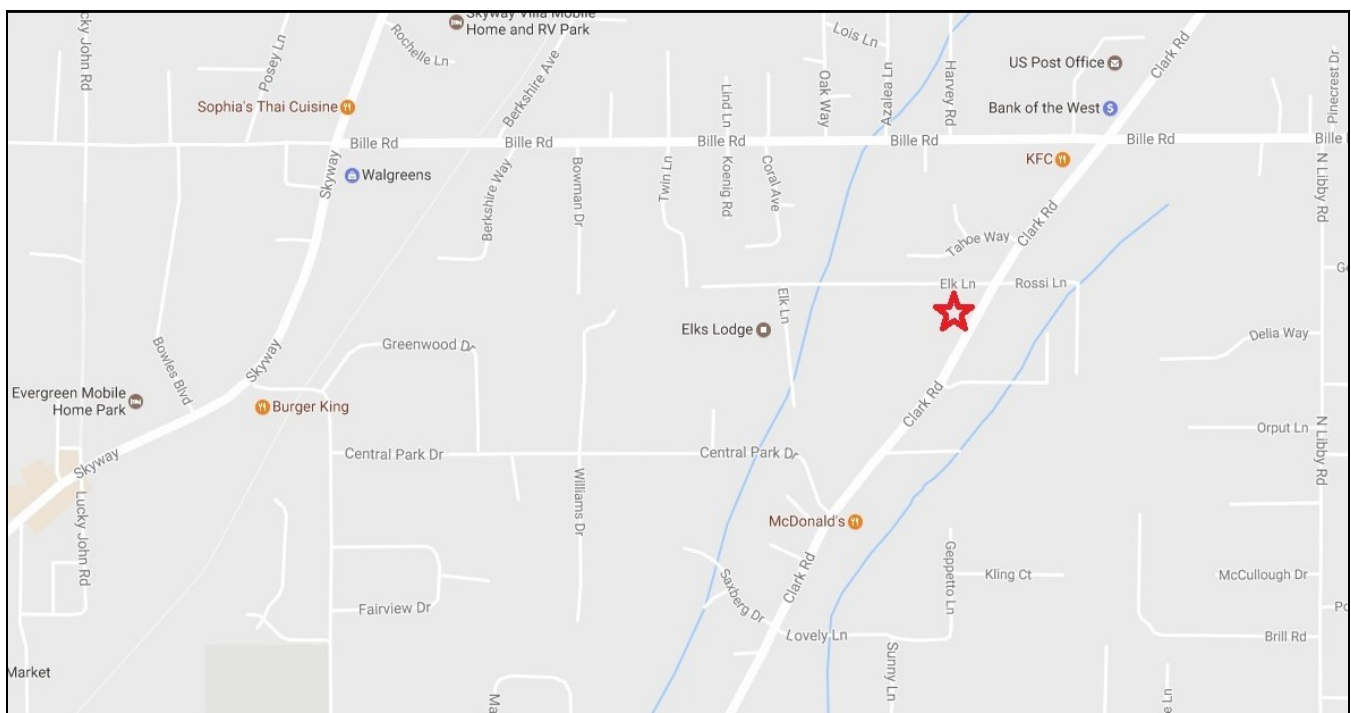 Skyway Villa Mobile
Home and RV Park
cky John Rd
Posey Ln
Rochelle Ln
Berkshire Ave
Lois Ln
Oak Way
Azalea Ln
Harvey Rd
US Post Office
Clark Rd
Pinecrest Dr
Sophia's Thai Cuisine
Lind Ln
Bank of the West
Bille Rd
Bille Rd
Bille Rd
Bille Rd
Bille Rd
Bille
Skyway
Walgreens
Berkshire Way
Bowman Dr
Twin Ln
Koenig Rd
Coral Ave
KFC
N Libby Rd
Clark Rd
Tahoe Way
Elk Ln
Rossi Ln
Elk Ln
Elks Lodge
Delia Way
Greenwood Dr
Skyway
Bowles Blvd
Evergreen Mobile
Home Park
Burger King
Clark Rd
Orput Ln
N Libby Rd
Skyway
Central Park Dr
Central Park Dr
Lucky John Rd
Williams Dr
McDonald's
Clark Rd
Saxberg Dr
Geppetto Ln
Kling Ct
McCullough Dr
Fairview Dr
Lovely Ln
Brill Rd
Sunny Ln
Market